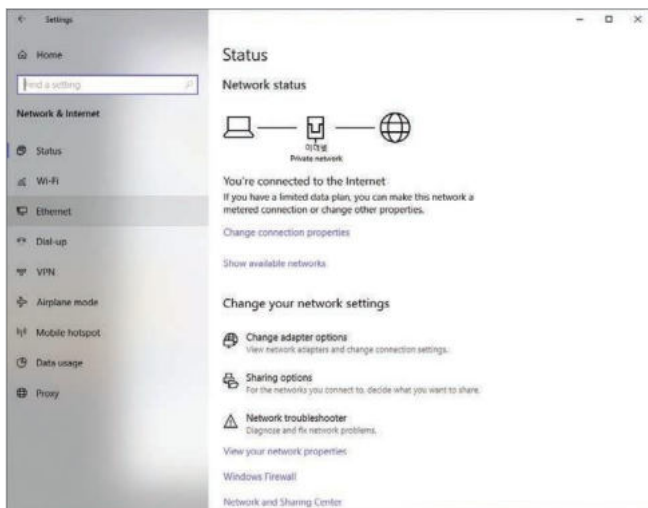 Settings
Home
Find a setting
Network & Internet
Status
Wi-Fi
Ethernet
Dial-up
VPN
Airplane mode
Mobile hotspot
Data usage
Proxy
Status
Network status
이더넷
Private network
You're connected to the Internet
If you have a limited data plan, you can make this network a
metered connection or change other properties.
Change connection properties
Show available networks
Change your network settings
Change adapter options
View network adapters and change connection settings.
Sharing options
For the networks you connect to, decide what you want to share.
Network troubleshooter
Diagnose and fix network problems.
View your network properties
Windows Firewall
Network and Sharing Center